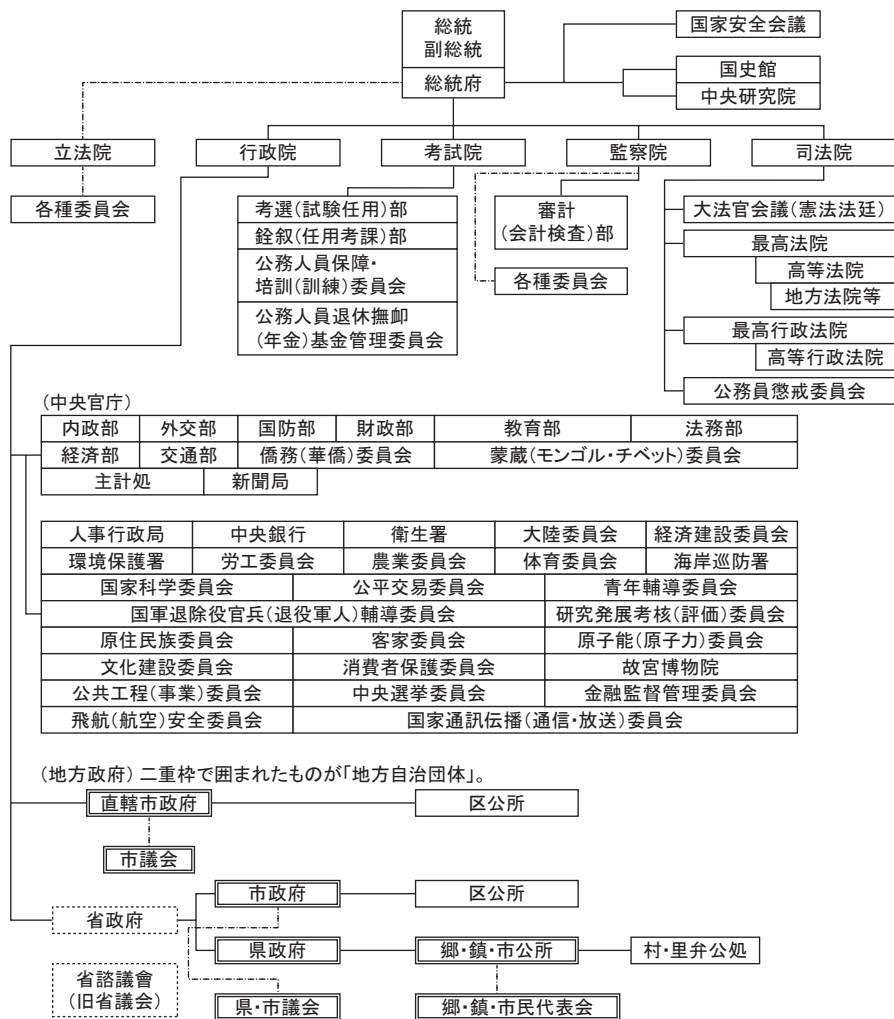 総統
副総統
総統府
国家安全会議
国史館
中央研究院
立法院
行政院
考試院
監察院
司法院
各種委員会
考選(試験任用)部
銓叙(任用考課)部
公務人員保障・
培訓(訓練)委員会
公務人員退休撫卹
(年金)基金管理委員会
審計
(会計検査)部
各種委員会
大法官会議(憲法法廷)
最高法院
高等法院
地方法院等
最高行政法院
高等行政法院
公務員懲戒委員会
(中央官庁)
内政部 外交部 国防部 財政部 教育部 法務部
経済部 交通部 僑務(華僑)委員会 蒙蔵(モンゴル・チベット)委員会
主計処 新聞局
人事行政局 中央銀行 衛生署 大陸委員会 経済建設委員会
環境保護署 労工委員会 農業委員会 体育委員会 海岸巡防署
国家科学委員会 公平交易委員会 青年輔導委員会
国軍退除役官兵(退役軍人)輔導委員会 研究発展考核(評価)委員会
原住民族委員会 客家委員会 原子能(原子力)委員会
文化建設委員会 消費者保護委員会 故宮博物院
公共工程(事業)委員会 中央選挙委員会 金融監督管理委員会
飛航(航空)安全委員会 国家通訊伝播(通信・放送)委員会
(地方政府) 二重枠で囲まれたものが「地方自治団体」。
直轄市政府 区公所
市議会
市政府 区公所
省政府
県政府 郷・鎮・市公所 村・里弁公処
省諮議會
(旧省議会)
県・市議会 郷・鎮・市民代表会